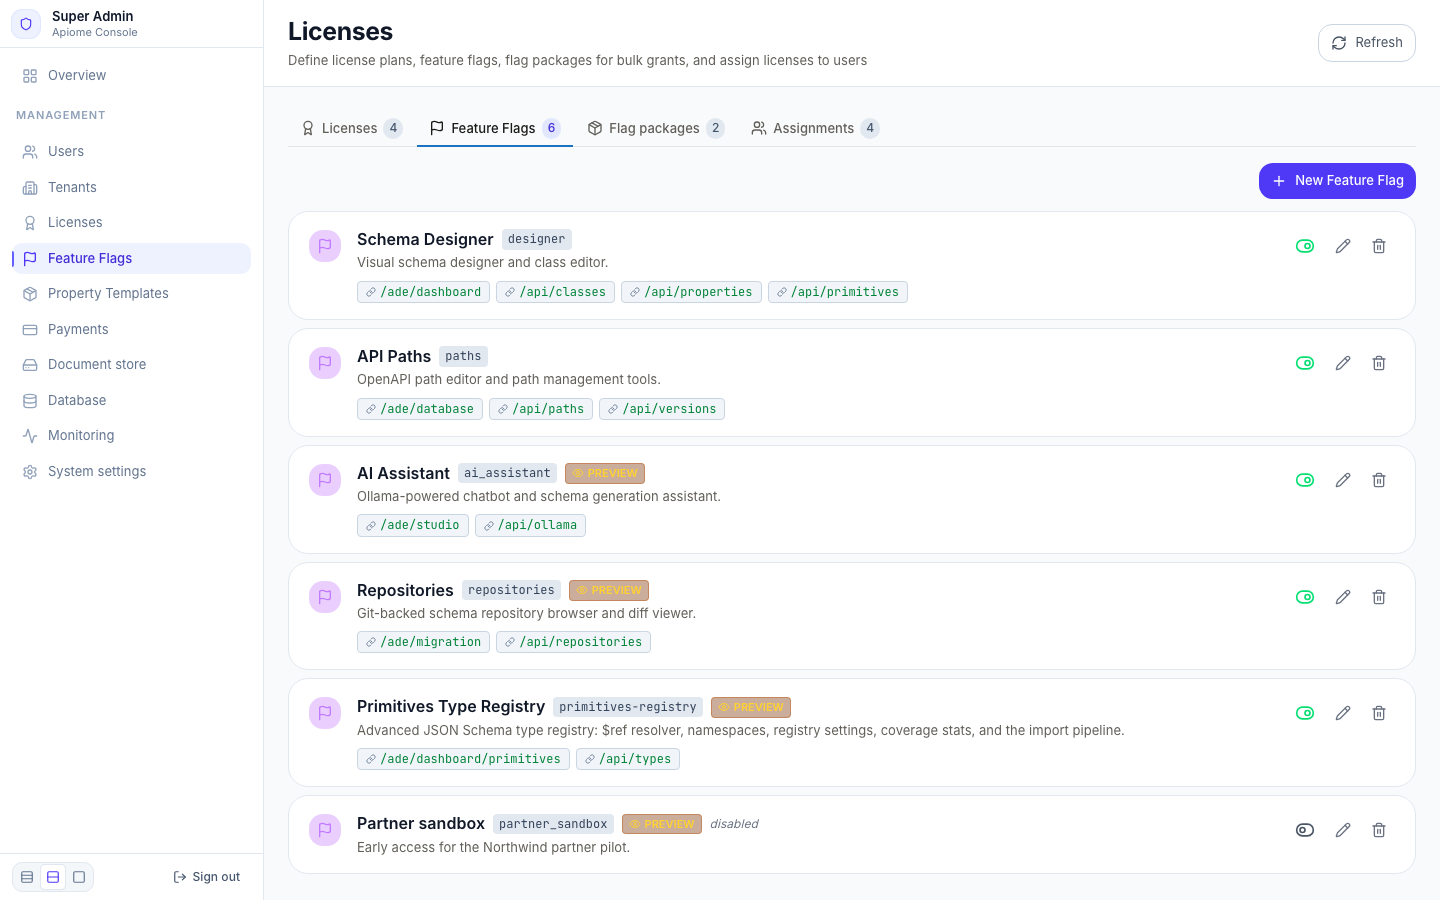 Super Admin
Apiome Console
Overview
MANAGEMENT
Users
Tenants
Licenses
Feature Flags
Property Templates
Payments
Document store
Database
Monitoring
System settings
Sign out
Licenses
Define license plans, feature flags, flag packages for bulk grants, and assign licenses to users
Refresh
Licenses 4
Feature Flags 6
Flag packages 2
Assignments 4
New Feature Flag
Schema Designer designer
Visual schema designer and class editor.
/ade/dashboard /api/classes /api/properties /api/primitives
API Paths paths
OpenAPI path editor and path management tools.
/ade/database /api/paths /api/versions
AI Assistant ai_assistant PREVIEW
Ollama-powered chatbot and schema generation assistant.
/ade/studio /api/ollama
Repositories repositories PREVIEW
Git-backed schema repository browser and diff viewer.
/ade/migration /api/repositories
Primitives Type Registry primitives-registry PREVIEW
Advanced JSON Schema type registry: $ref resolver, namespaces, registry settings, coverage stats, and the import pipeline.
/ade/dashboard/primitives /api/types
Partner sandbox partner_sandbox PREVIEW disabled
Early access for the Northwind partner pilot.